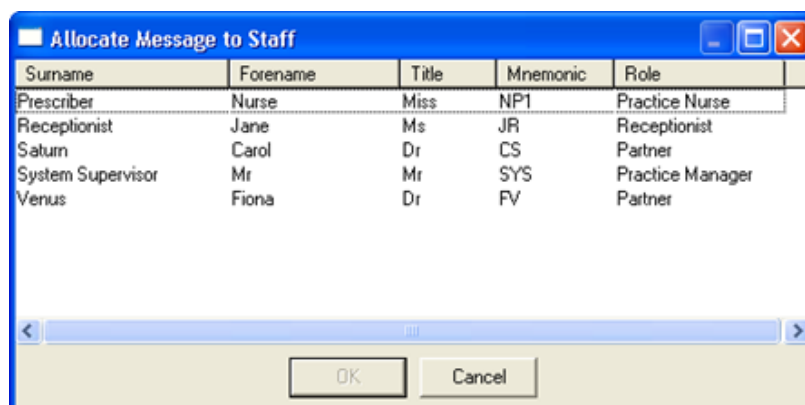 Allocate Message to Staff
Surname Forename Title Mnemonic Role
Prescriber Nurse Miss NP1 Practice Nurse
Receptionist Jane Ms JR Receptionist
Saturn Carol Dr CS Partner
System Supervisor Mr Mr SYS Practice Manager
Venus Fiona Dr FV Partner
OK Cancel